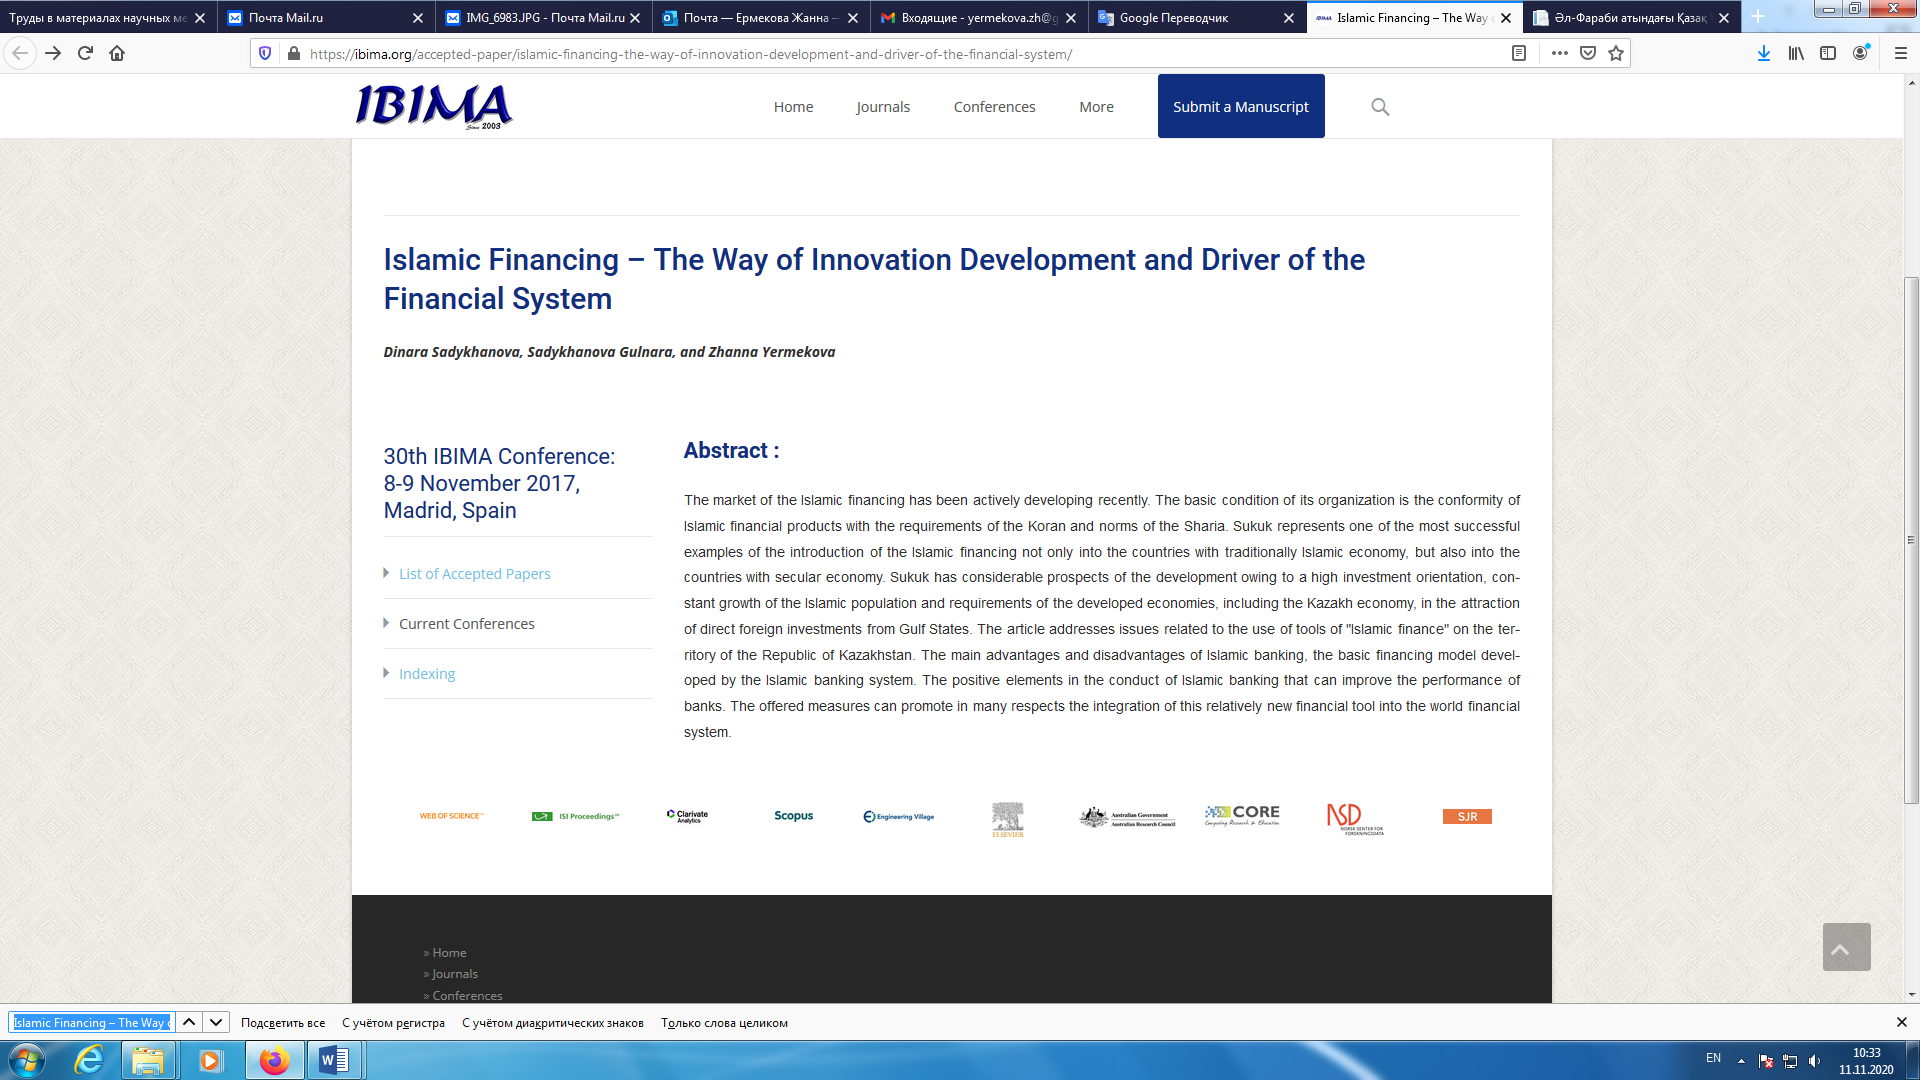 Труды в материалах научных ме
Почта Mail.ru
IMG_6983.JPG - Почта Mail.ru
Почта — Ермекова Жанна —
Входящие - yermekova.zh@g
Google Переводчик
Islamic Financing – The Way
Әл-Фараби атындағы Қазақ
https://ibima.org/accepted-paper/islamic-financing-the-way-of-innovation-development-and-driver-of-the-financial-system/
IBIMA
Since 2003
Home
Journals
Conferences
More
Submit a Manuscript
Islamic Financing – The Way of Innovation Development and Driver of the
Financial System
Dinara Sadykhanova, Sadykhanova Gulnara, and Zhanna Yermekova
30th IBIMA Conference:
8-9 November 2017,
Madrid, Spain
List of Accepted Papers
Current Conferences
Indexing
Abstract :
The market of the Islamic financing has been actively developing recently. The basic condition of its organization is the conformity of
Islamic financial products with the requirements of the Koran and norms of the Sharia. Sukuk represents one of the most successful
examples of the introduction of the Islamic financing not only into the countries with traditionally Islamic economy, but also into the
countries with secular economy. Sukuk has considerable prospects of the development owing to a high investment orientation, con-
stant growth of the Islamic population and requirements of the developed economies, including the Kazakh economy, in the attraction
of direct foreign investments from Gulf States. The article addresses issues related to the use of tools of "Islamic finance" on the ter-
ritory of the Republic of Kazakhstan. The main advantages and disadvantages of Islamic banking, the basic financing model devel-
oped by the Islamic banking system. The positive elements in the conduct of Islamic banking that can improve the performance of
banks. The offered measures can promote in many respects the integration of this relatively new financial tool into the world financial
system.
WEB OF SCIENCE™
ISI Proceedings℠
Clarivate
Analytics
Scopus
Engineering Village
ELSEVIER
Australian Government
Australian Research Council
CORE
Computing Research & Education
NSD
NORSK SENTER FOR
FORSKNINGSDATA
SJR
» Home
» Journals
» Conferences
Islamic Financing – The Way
Подсветить все
С учётом регистра
С учётом диакритических знаков
Только слова целиком
EN
10:33
11.11.2020